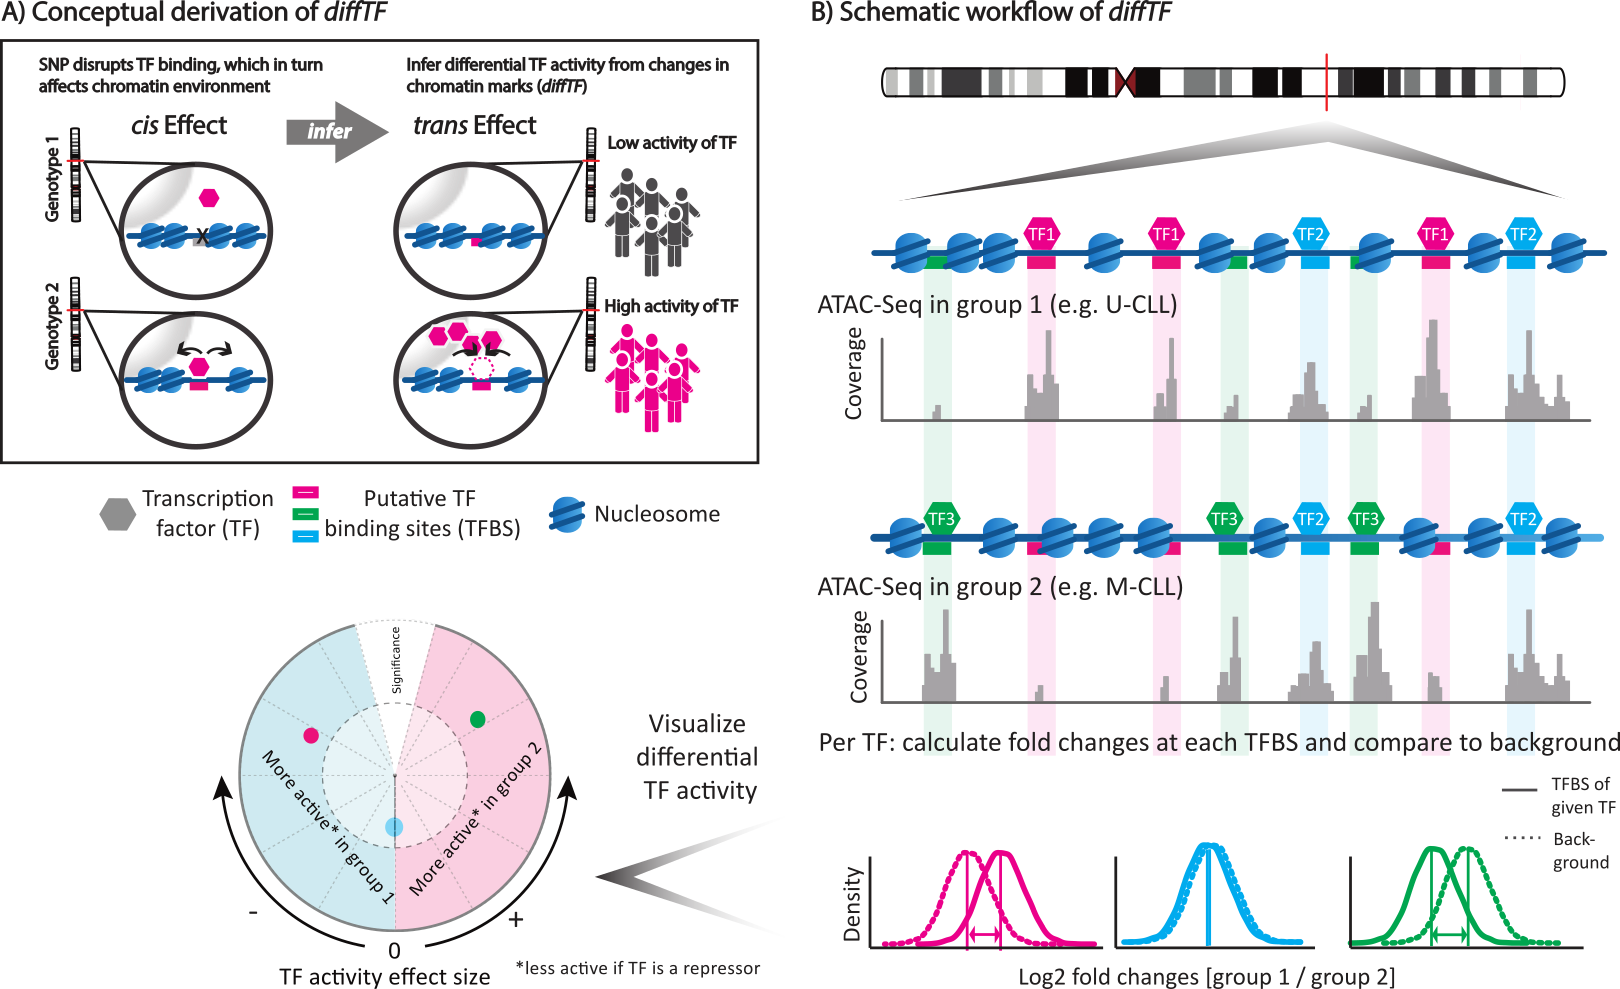 A) Conceptual derivation of diffTF
SNP disrupts TF binding, which in turn
affects chromatin environment
Infer differential TF activity from changes in
chromatin marks (diffTF)
cis Effect
infer
trans Effect
Genotype 1
Low activity of TF
X
Genotype 2
High activity of TF
Transcription
factor (TF)
Putative TF
binding sites (TFBS)
Nucleosome
Significance
More active* in group 1
More active* in group 2
-
+
0
TF activity effect size
*less active if TF is a repressor
Visualize
differential
TF activity
B) Schematic workflow of diffTF
TF1
TF1
TF2
TF1
TF2
ATAC-Seq in group 1 (e.g. U-CLL)
Coverage
TF3
TF3
TF2
TF3
TF2
ATAC-Seq in group 2 (e.g. M-CLL)
Coverage
Per TF: calculate fold changes at each TFBS and compare to background
TFBS of
given TF
Back-
ground
Density
Log2 fold changes [group 1 / group 2]